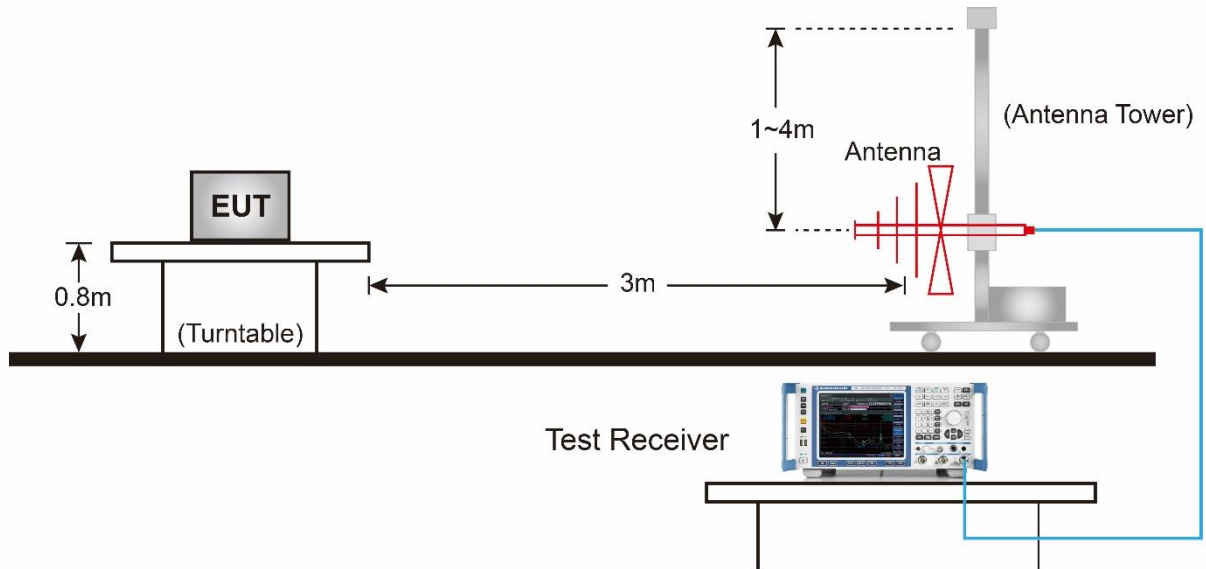 1~4m
(Antenna Tower)
Antenna
EUT
0.8m
3m
(Turntable)
Test Receiver